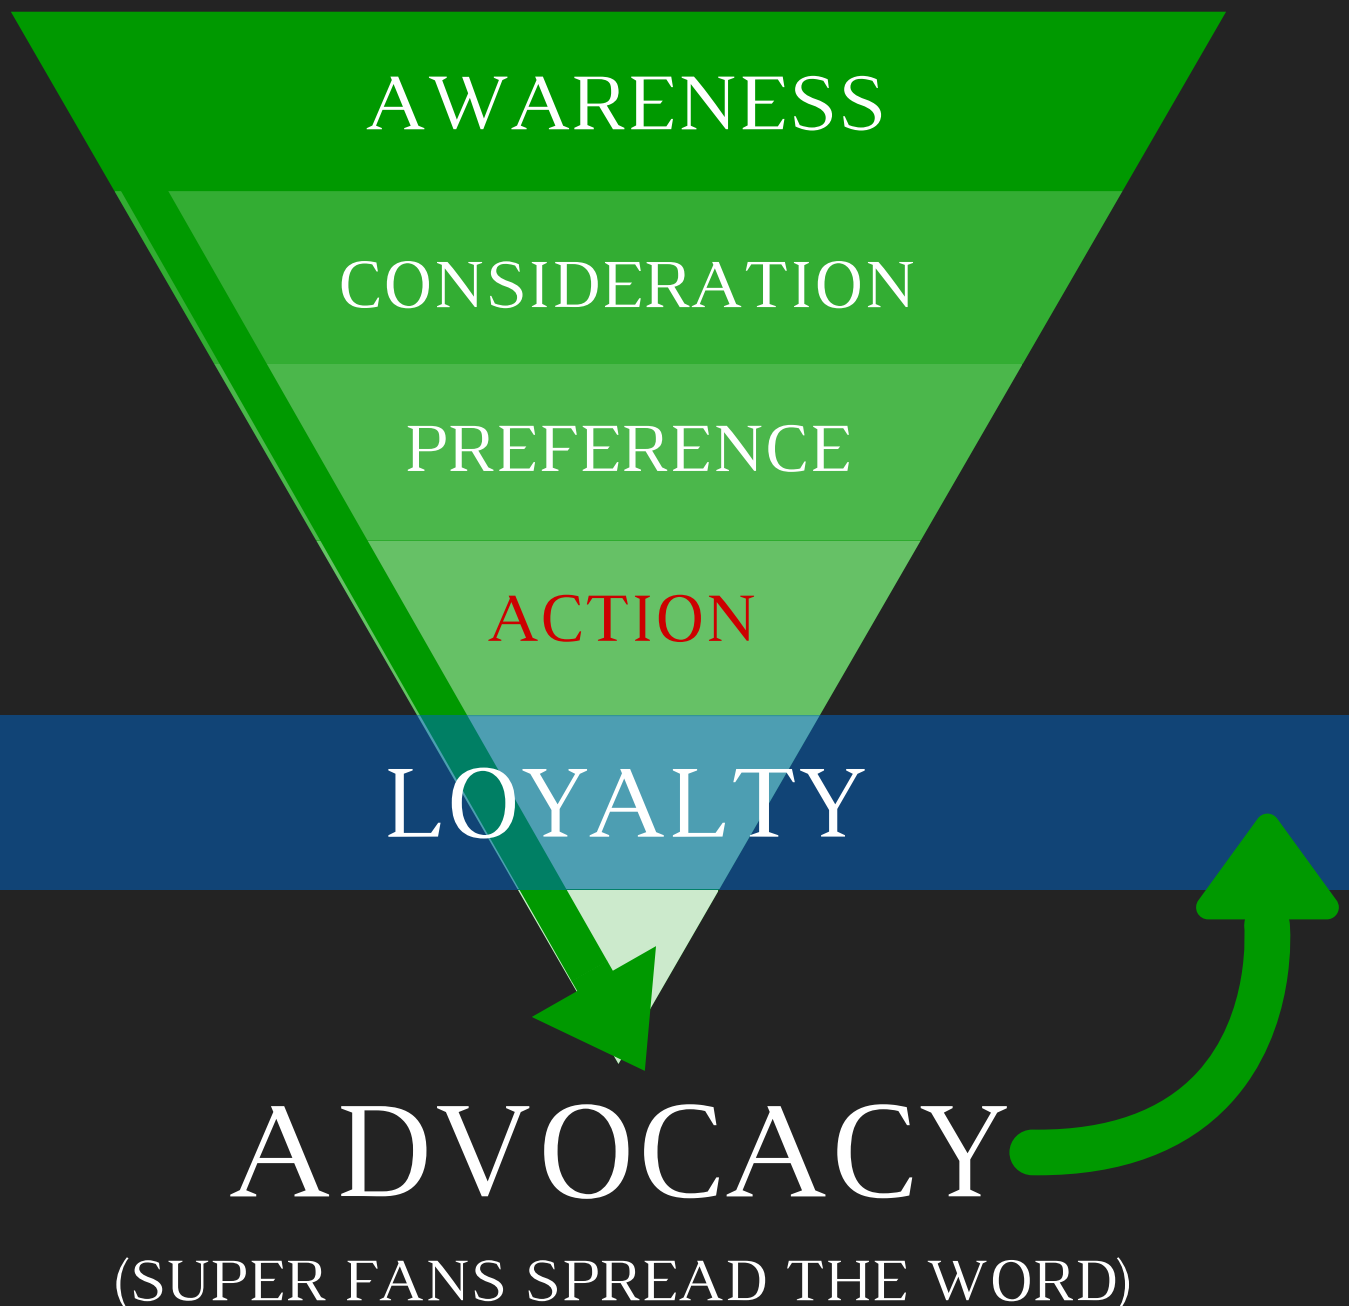 AWARENESS
CONSIDERATION
PREFERENCE
ACTION
LOYALTY
ADVOCACY
(SUPER FANS SPREAD THE WORD)